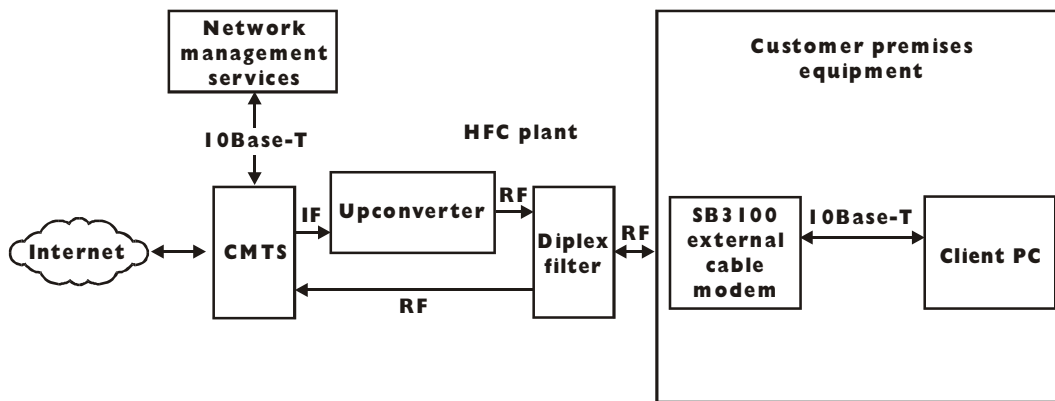 Network
management
services
Customer premises
equipment
10Base-T
HFC plant
Internet
CMTS
IF
Upconverter
RF
Diplex
filter
RF
RF
SB3100
external
cable
modem
10Base-T
Client PC